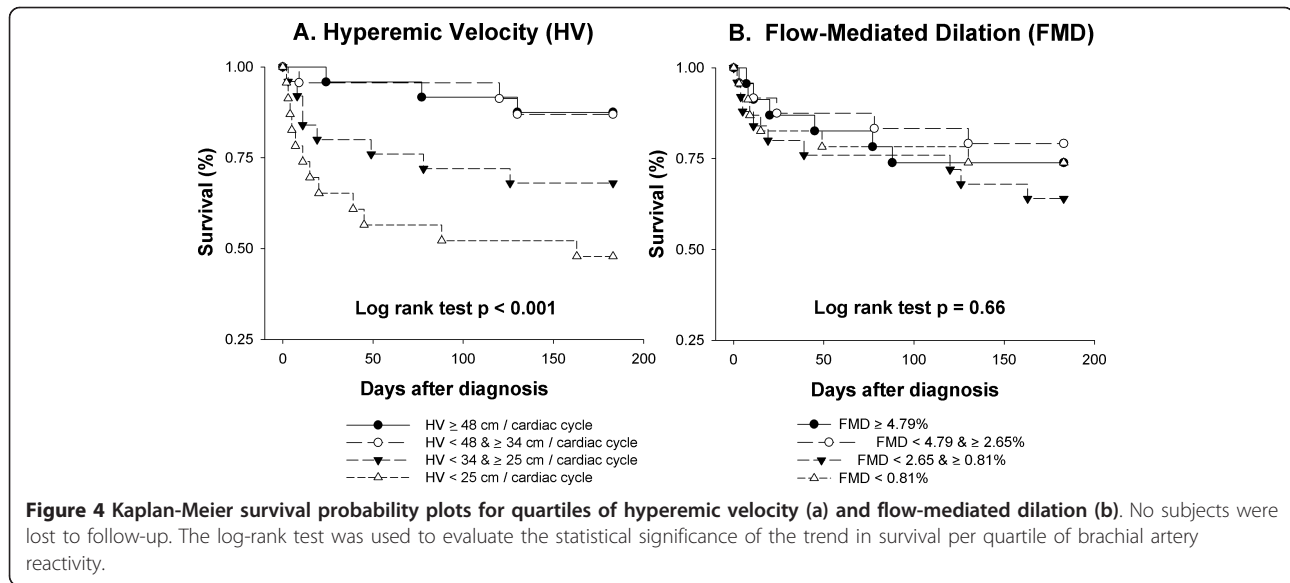 A. Hyperemic Velocity (HV)
1.00
0.75
0.50
0.25
Survival (%)
Log rank test p < 0.001
0
50
100
150
200
Days after diagnosis
HV ≥ 48 cm / cardiac cycle
HV < 48 & ≥ 34 cm / cardiac cycle
HV < 34 & ≥ 25 cm / cardiac cycle
HV < 25 cm / cardiac cycle
B. Flow-Mediated Dilation (FMD)
1.00
0.75
0.50
0.25
Survival (%)
Log rank test p = 0.66
0
50
100
150
200
Days after diagnosis
FMD ≥ 4.79%
FMD < 4.79 & ≥ 2.65%
FMD < 2.65 & ≥ 0.81%
FMD < 0.81%
Figure 4 Kaplan-Meier survival probability plots for quartiles of hyperemic velocity (a) and flow-mediated dilation (b). No subjects were
lost to follow-up. The log-rank test was used to evaluate the statistical significance of the trend in survival per quartile of brachial artery
reactivity.